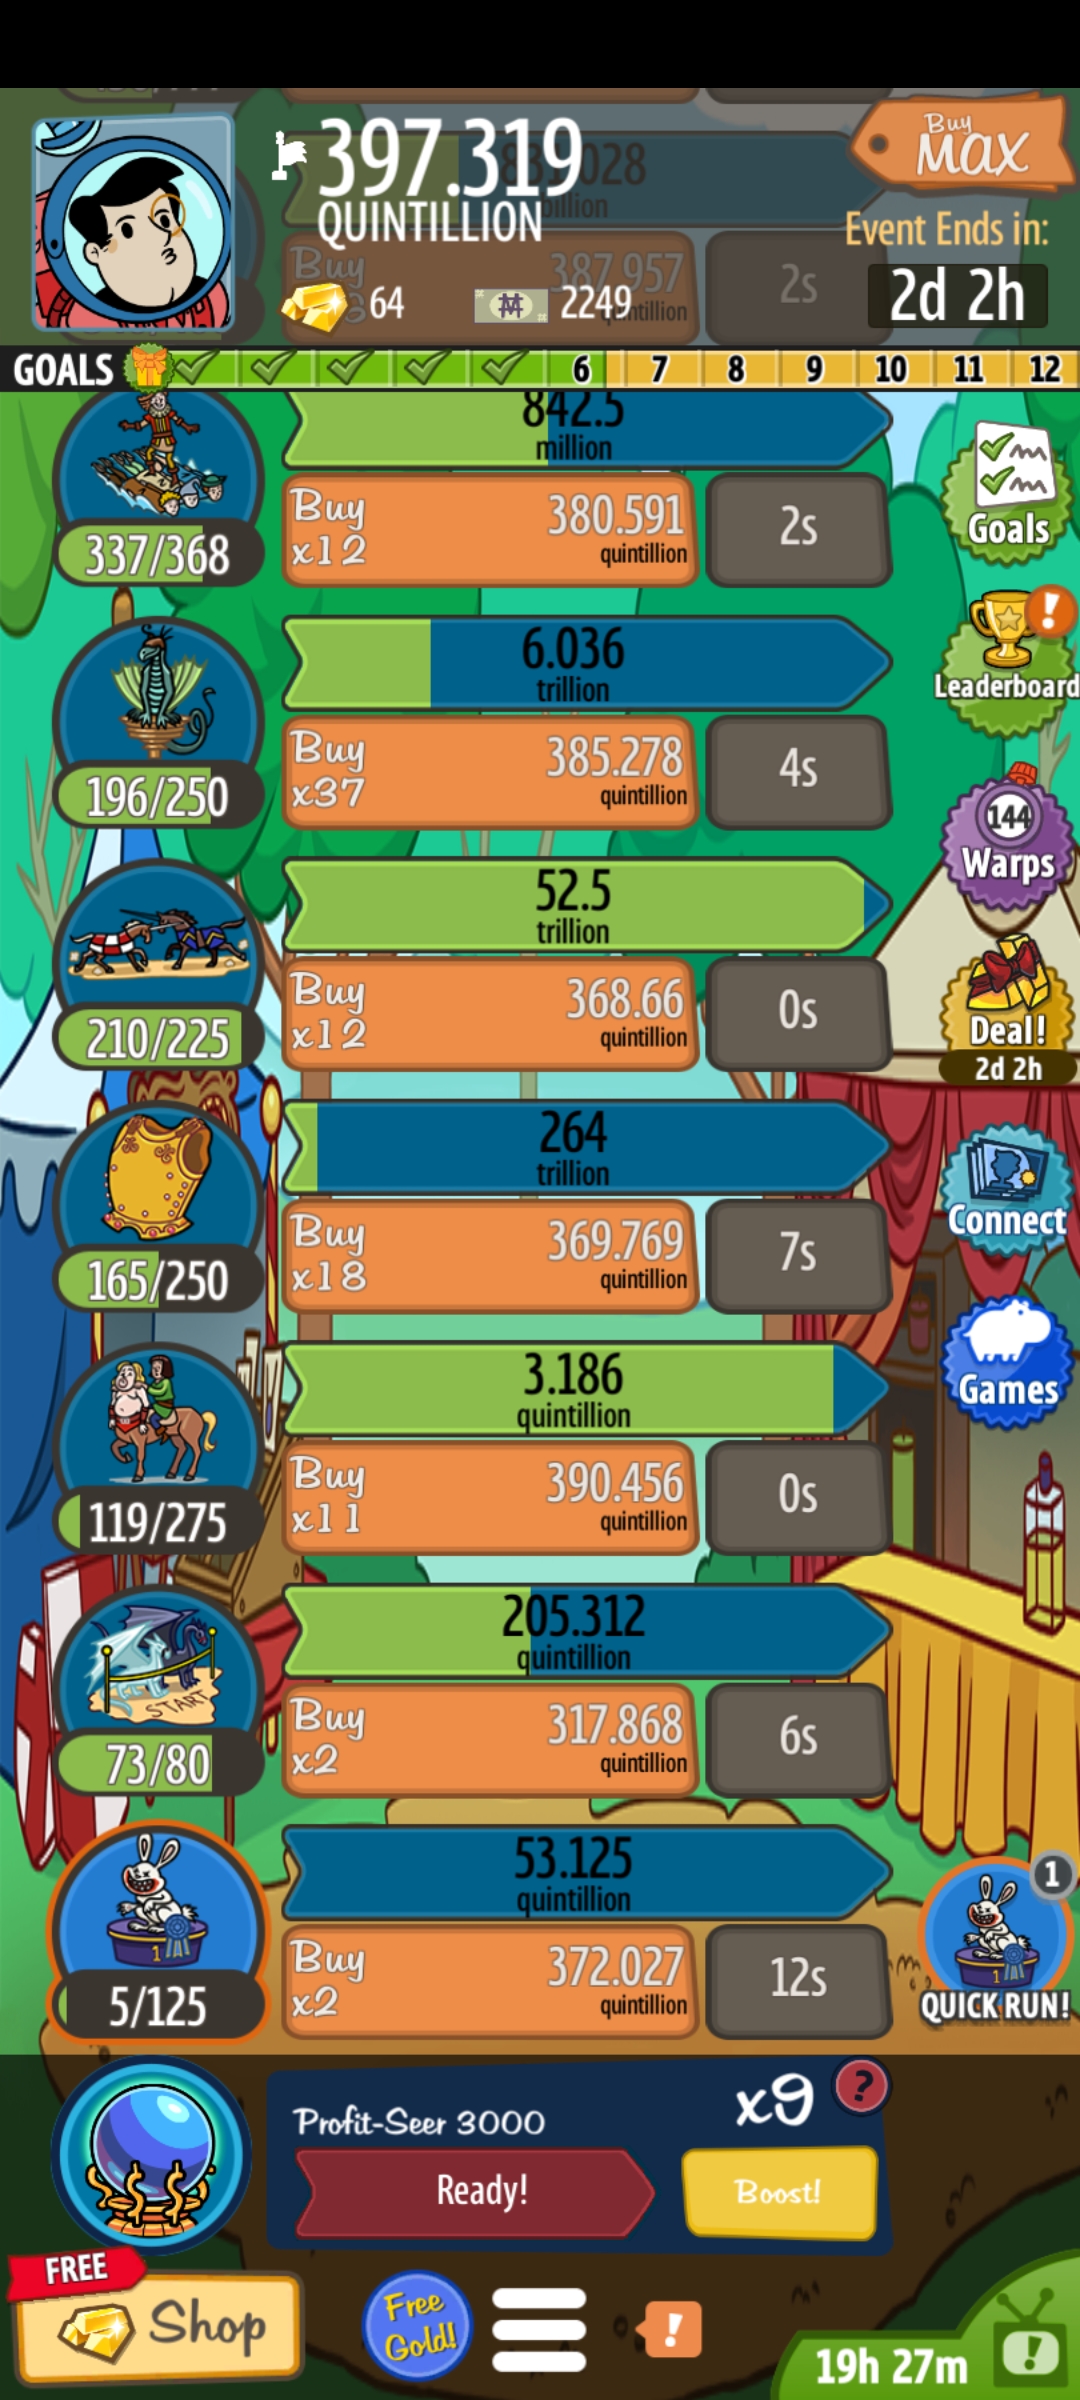 397.319
QUINTILLION
64
2249
Buy
MAX
Event Ends in:
2d 2h
Buy
387.957
2s
GOALS
6
7
8
9
10
11
12
842.5
million
337/368
Buy
x12
380.591
quintillion
2s
Goals
6.036
trillion
196/250
Buy
x37
385.278
quintillion
4s
!
Leaderboard
144
Warps
52.5
trillion
210/225
Buy
x12
368.66
quintillion
0s
Deal!
2d 2h
264
trillion
165/250
Buy
x18
369.769
quintillion
7s
Connect
3.186
quintillion
119/275
Buy
x11
390.456
quintillion
0s
Games
205.312
quintillion
START
73/80
Buy
x2
317.868
quintillion
6s
53.125
quintillion
1
5/125
Buy
x2
372.027
quintillion
12s
1
1
QUICK RUN!
Profit-Seer 3000
x9
?
Ready!
Boost!
FREE
Shop
Free
Gold!
!
19h 27m
!